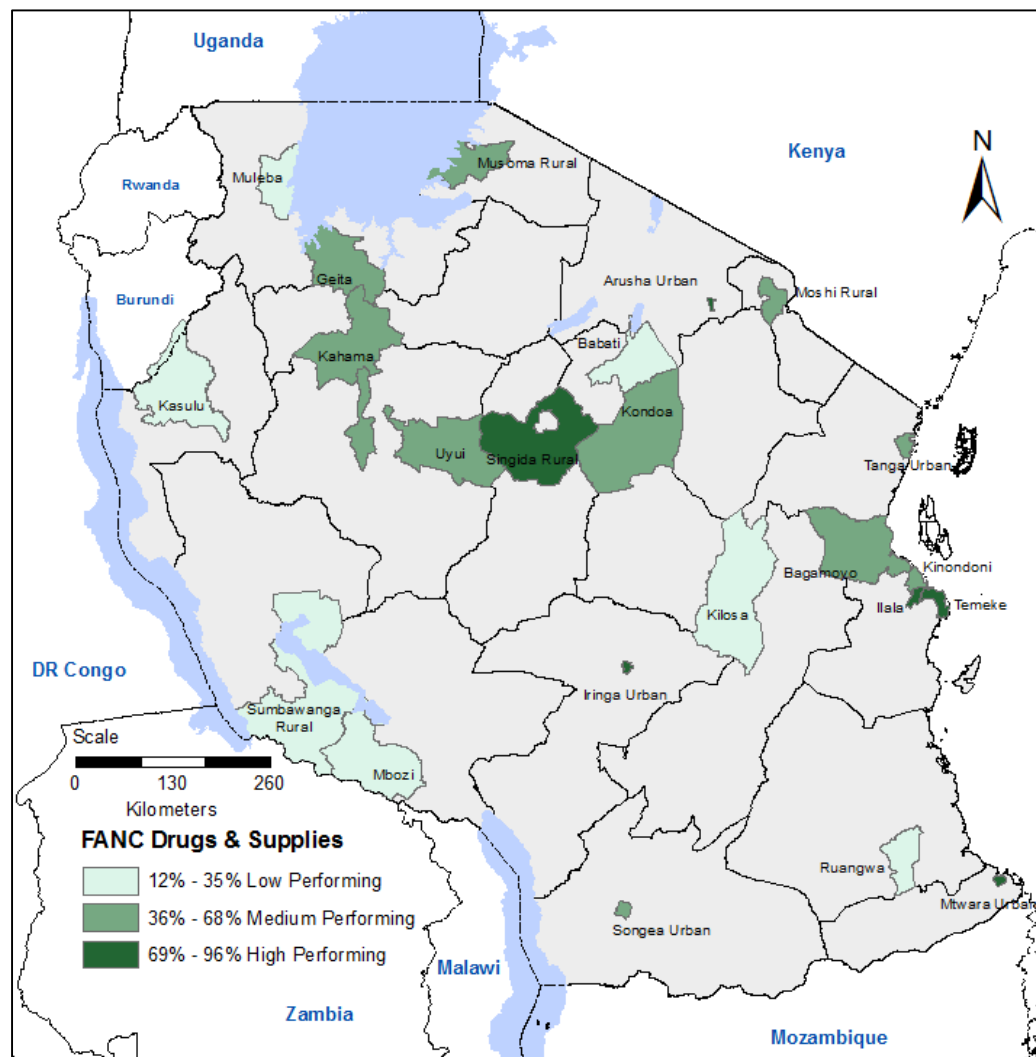 Uganda
Kenya
N
Rwanda
Muleba
Musoma Rural
Burundi
Geita
Arusha Urban
Moshi Rural
Kahama
Babati
Kasulu
Kondoa
Uyui
Singida Rural
Tanga Urban
Bagamoyo
Kinondoni
Kilosa
Ilala
Temeke
DR Congo
Iringa Urban
Sumbawanga
Rural
Scale
Mbozi
0 130 260
Kilometers
FANC Drugs & Supplies
12% - 35% Low Performing
36% - 68% Medium Performing
69% - 96% High Performing
Ruangwa
Mtwara Urban
Songea Urban
Malawi
Zambia
Mozambique